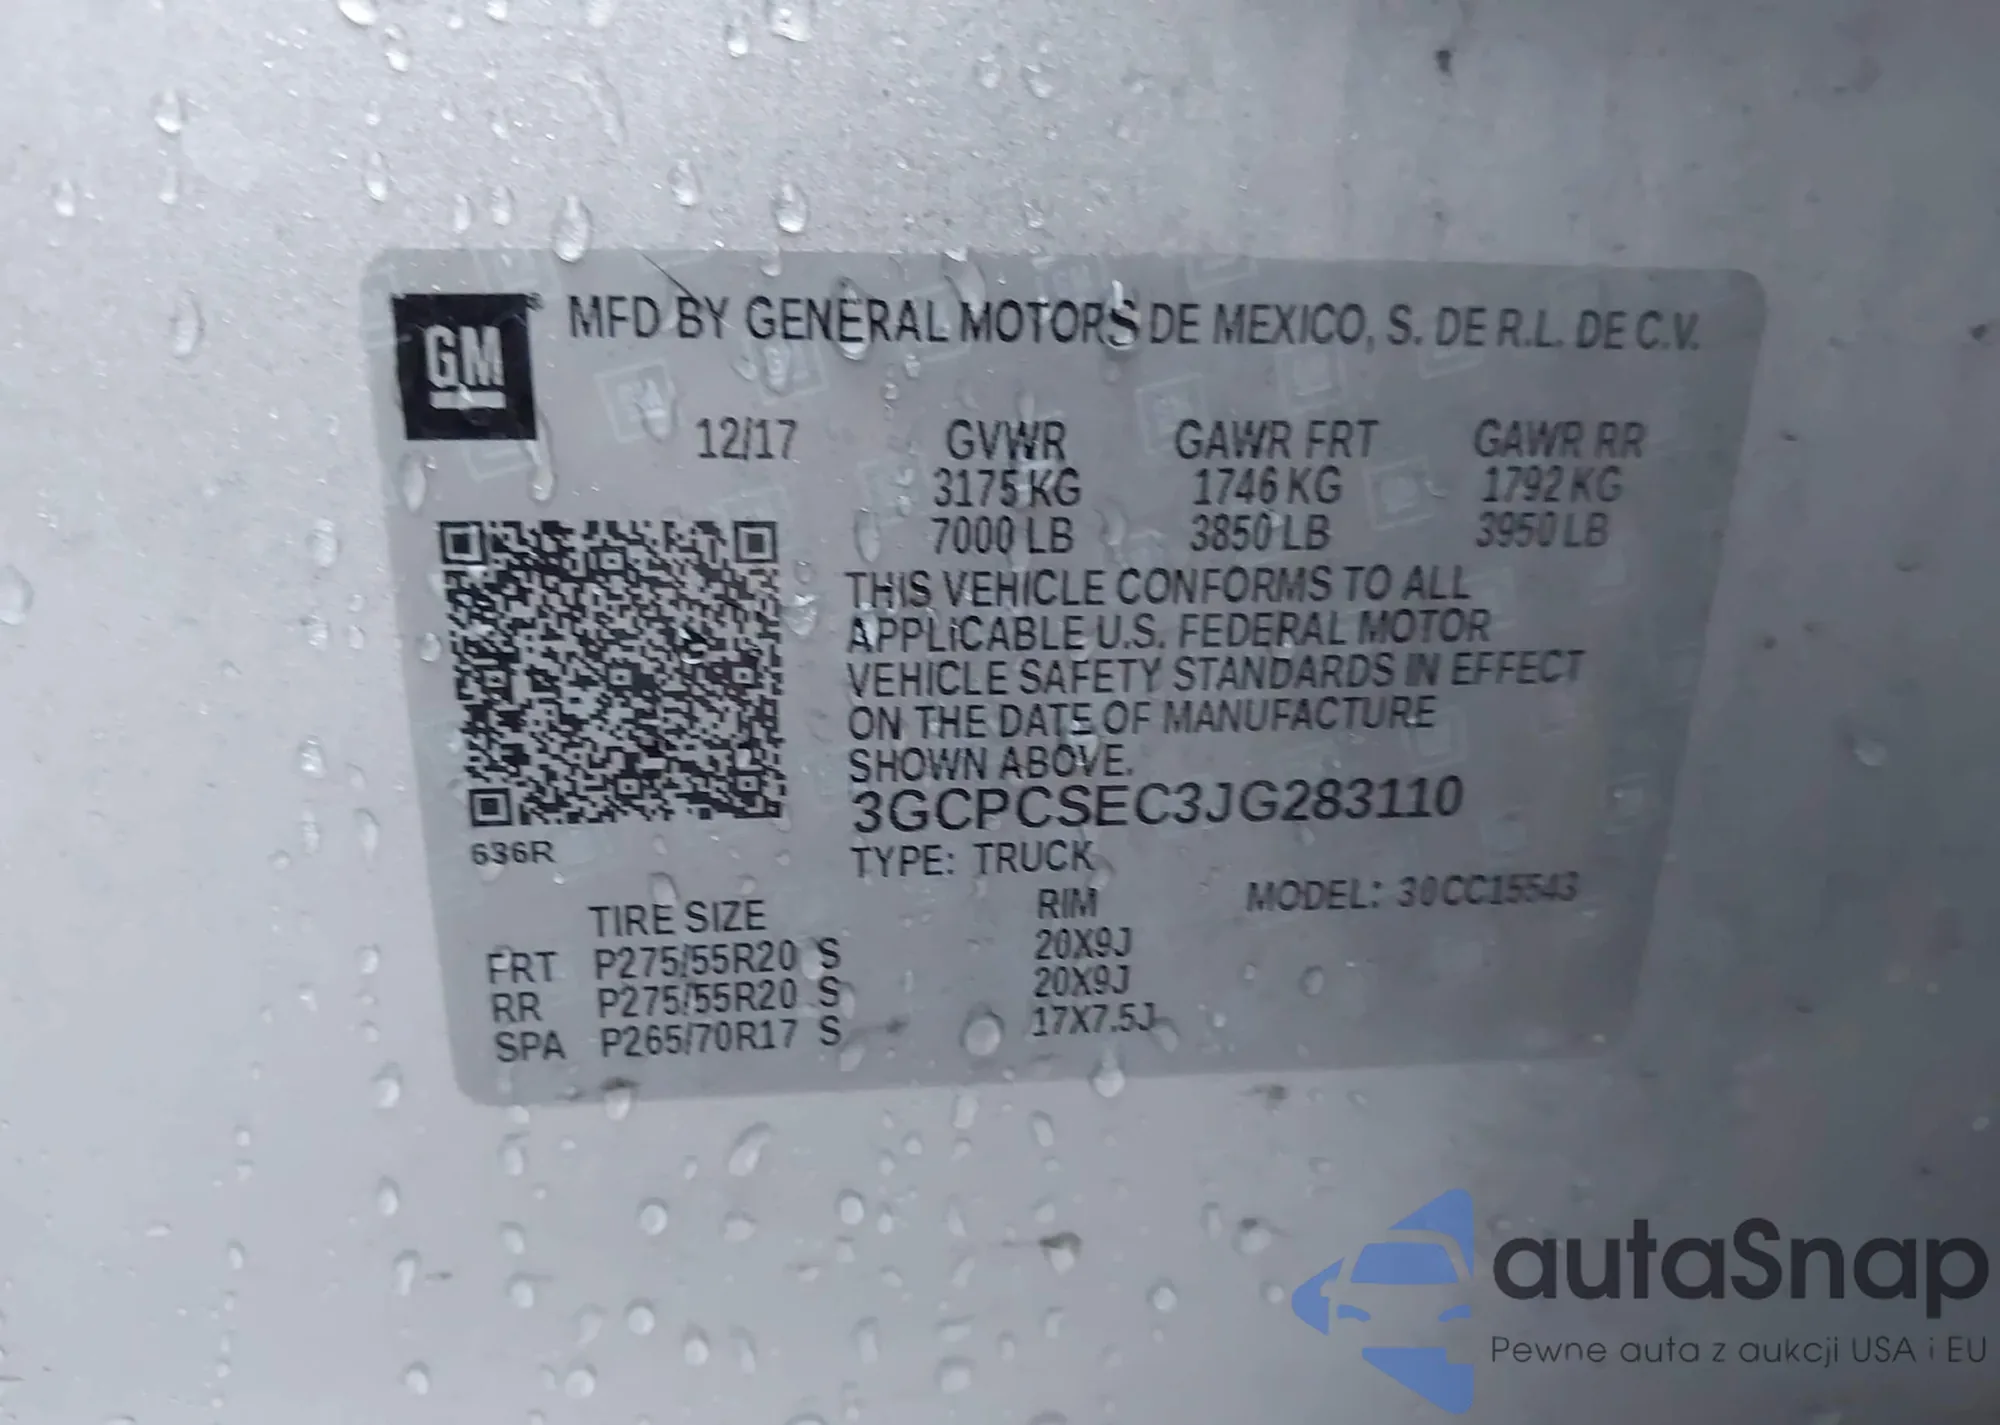 GM®
MFD BY GENERAL MOTORS DE MEXICO, S. DE R.L. DE C.V.
12/17 GVWR GAWR FRT GAWR RR
3175 KG 1746 KG 1792 KG
7000 LB 3850 LB 3950 LB
THIS VEHICLE CONFORMS TO ALL
APPLICABLE U.S. FEDERAL MOTOR
VEHICLE SAFETY STANDARDS IN EFFECT
ON THE DATE OF MANUFACTURE
SHOWN ABOVE.
3GCPCSEC3JG283110
636R
TYPE: TRUCK
MODEL: 30CC15543
TIRE SIZE RIM
FRT P275/55R20 S 20X9J
RR P275/55R20 S 20X9J
SPA P265/70R17 S 17X7.5J
autaSnap
Pewne auta z aukcji USA i EU